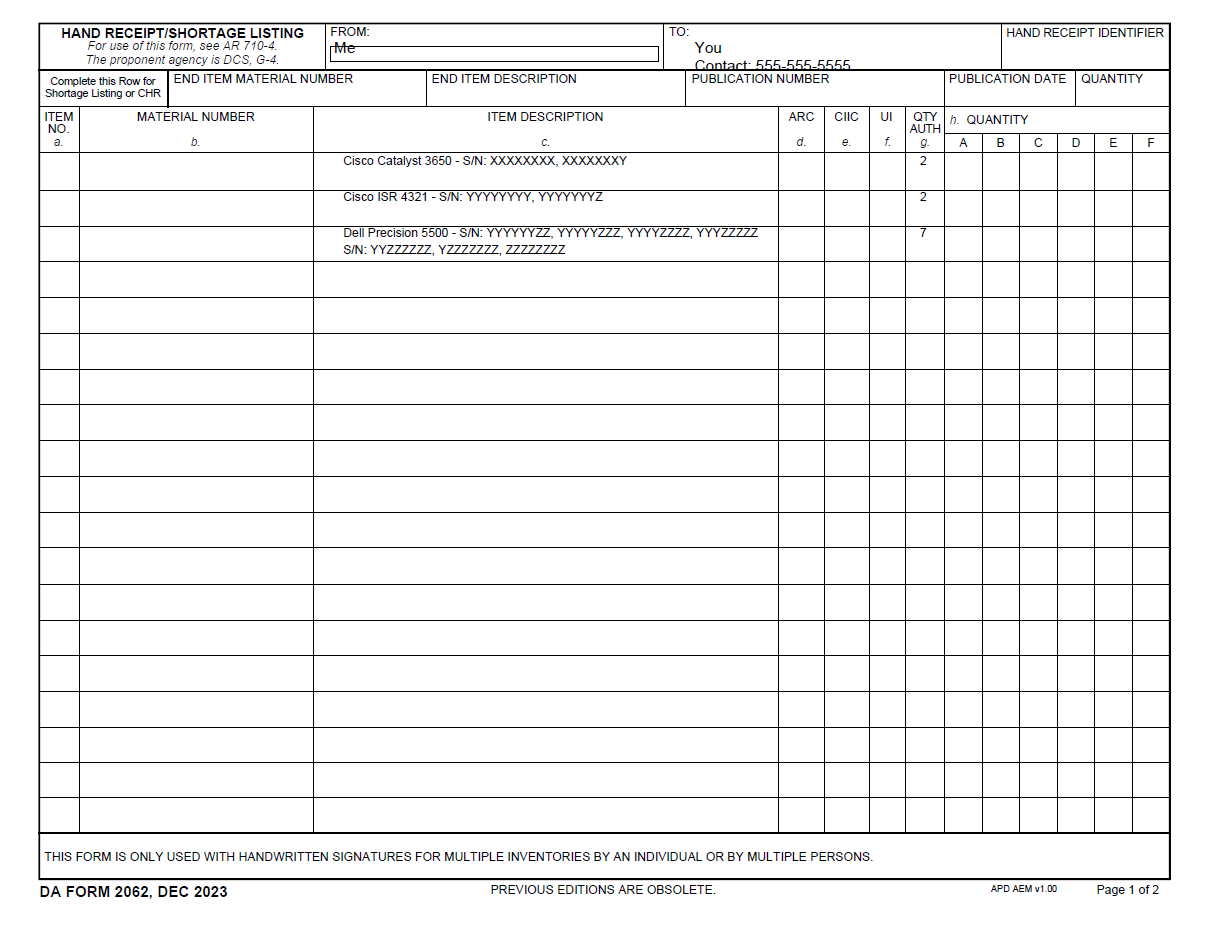 HAND RECEIPT/SHORTAGE LISTING
For use of this form, see AR 710-4.
The proponent agency is DCS, G-4.
FROM:
Me
TO:
You
Contact: 555-555-5555
HAND RECEIPT IDENTIFIER
Complete this Row for
Shortage Listing or CHR
END ITEM MATERIAL NUMBER
END ITEM DESCRIPTION
PUBLICATION NUMBER
PUBLICATION DATE
QUANTITY
ITEM
NO.
a.
MATERIAL NUMBER
b.
ITEM DESCRIPTION
c.
ARC
d.
CIIC
e.
UI
f.
QTY
AUTH
g.
h. QUANTITY
A B C D E F
Cisco Catalyst 3650 - S/N: XXXXXXXX, XXXXXXXY 2
Cisco ISR 4321 - S/N: YYYYYYYY, YYYYYYYZ 2
Dell Precision 5500 - S/N: YYYYYYZZ, YYYYYZZZ, YYYYZZZZ, YYYZZZZZ 7
S/N: YYZZZZZZ, YZZZZZZZ, ZZZZZZZZ
THIS FORM IS ONLY USED WITH HANDWRITTEN SIGNATURES FOR MULTIPLE INVENTORIES BY AN INDIVIDUAL OR BY MULTIPLE PERSONS.
DA FORM 2062, DEC 2023 PREVIOUS EDITIONS ARE OBSOLETE. APD AEM v1.00 Page 1 of 2